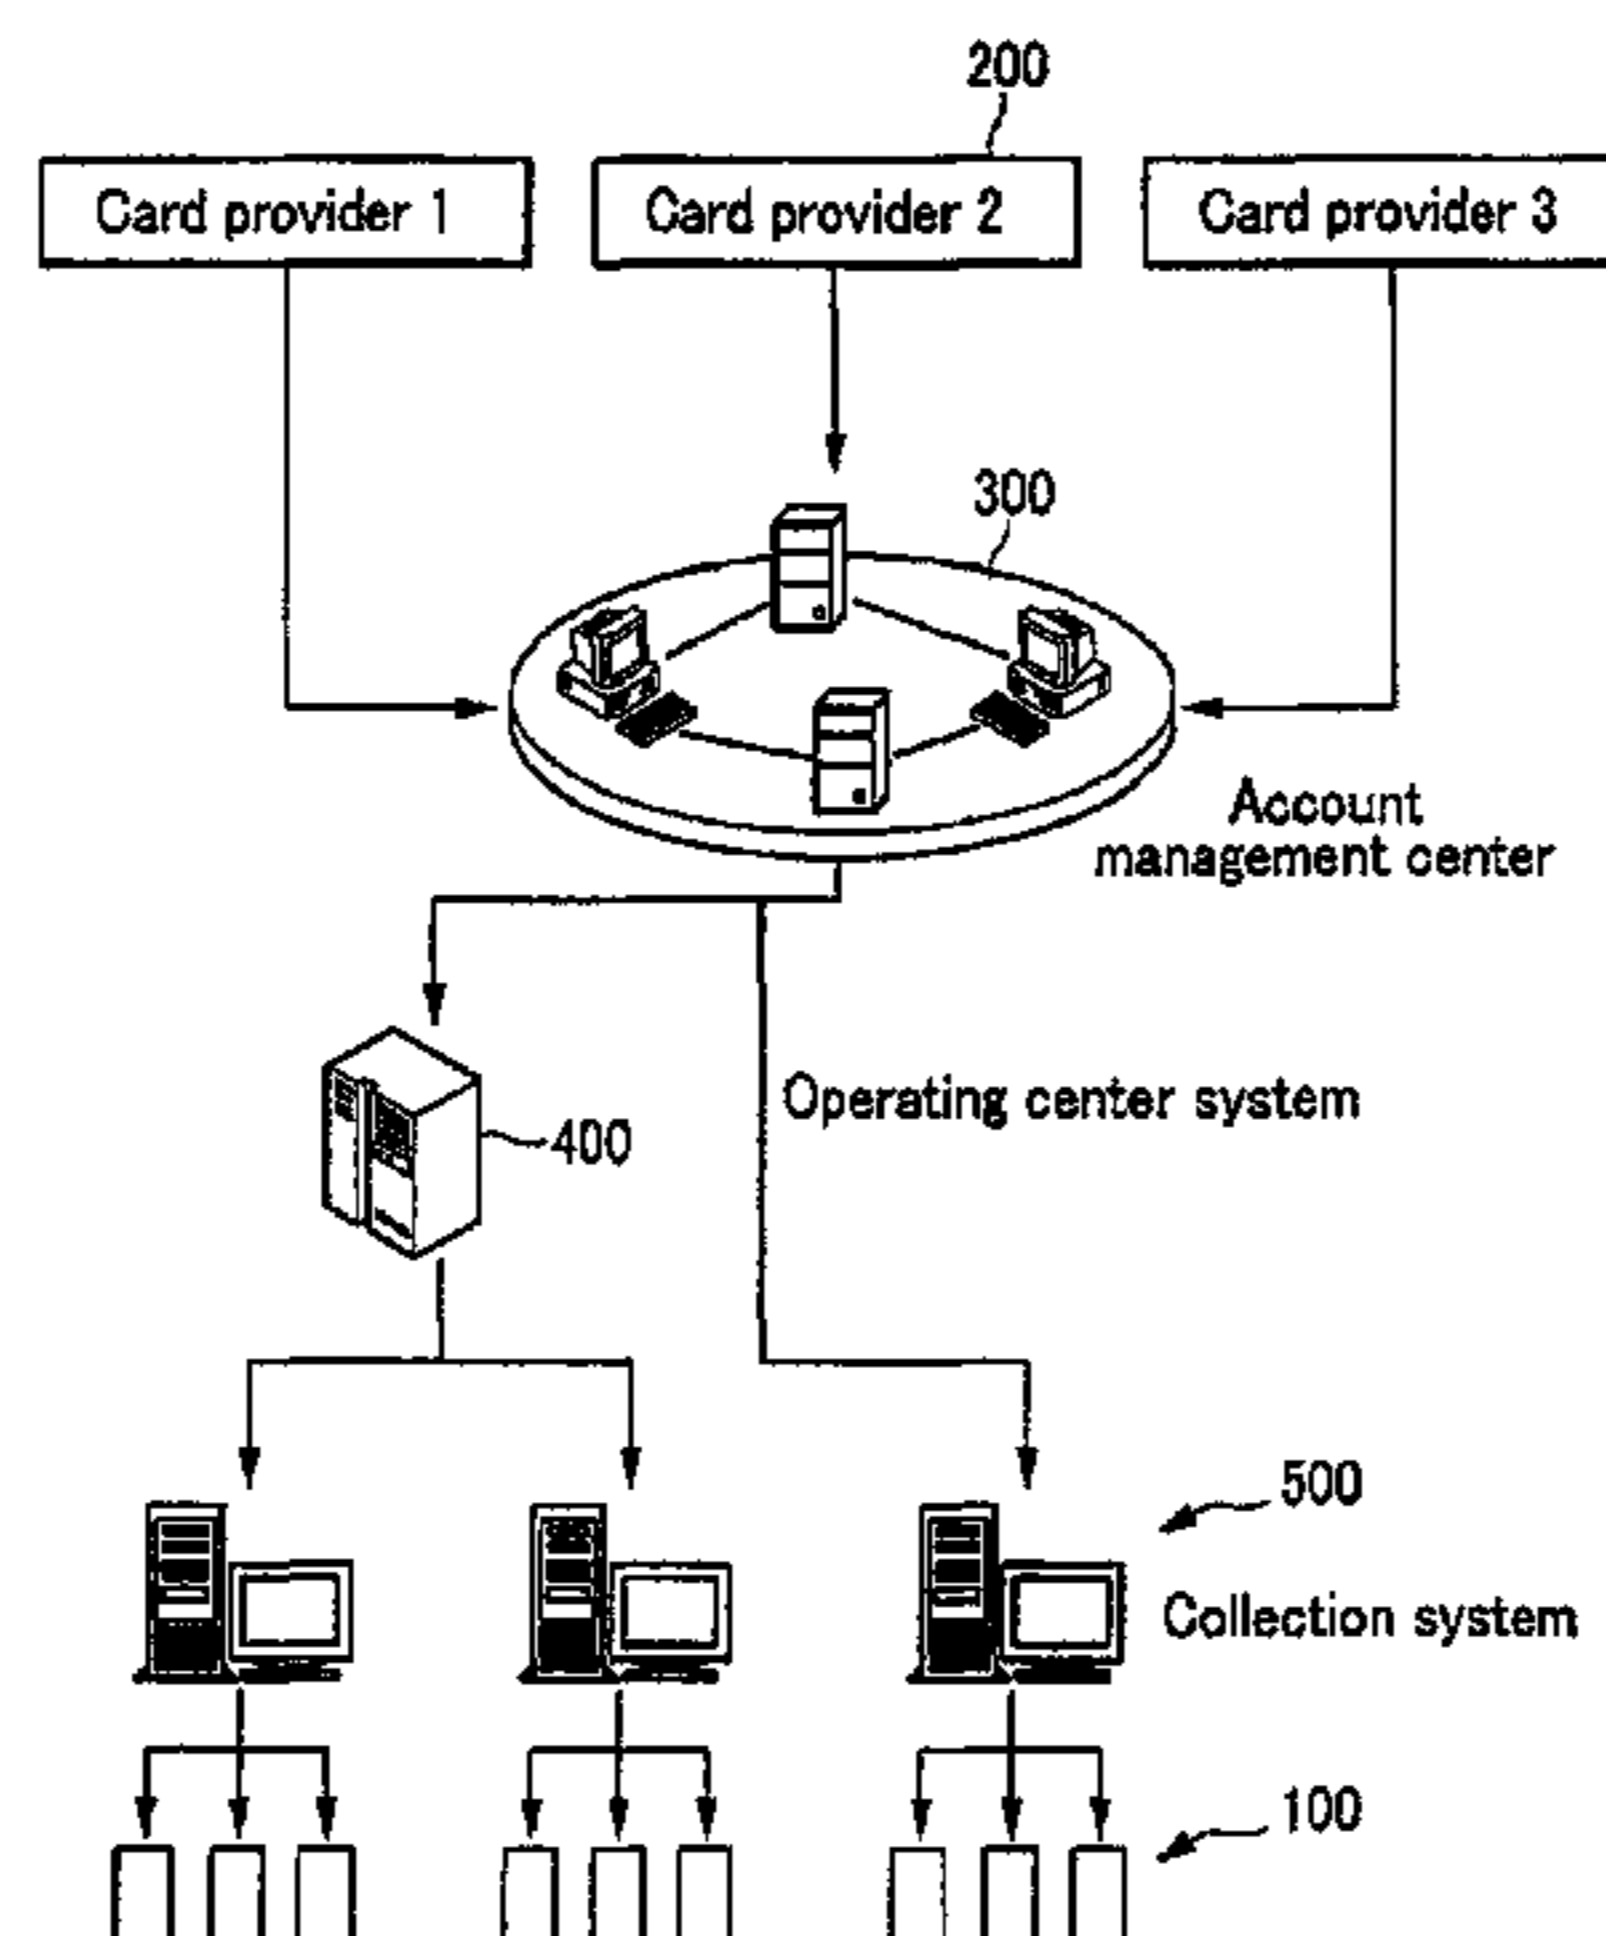 200
Card provider 1
Card provider 2
Card provider 3
300
Account
management center
Operating center system
400
500
Collection system
100